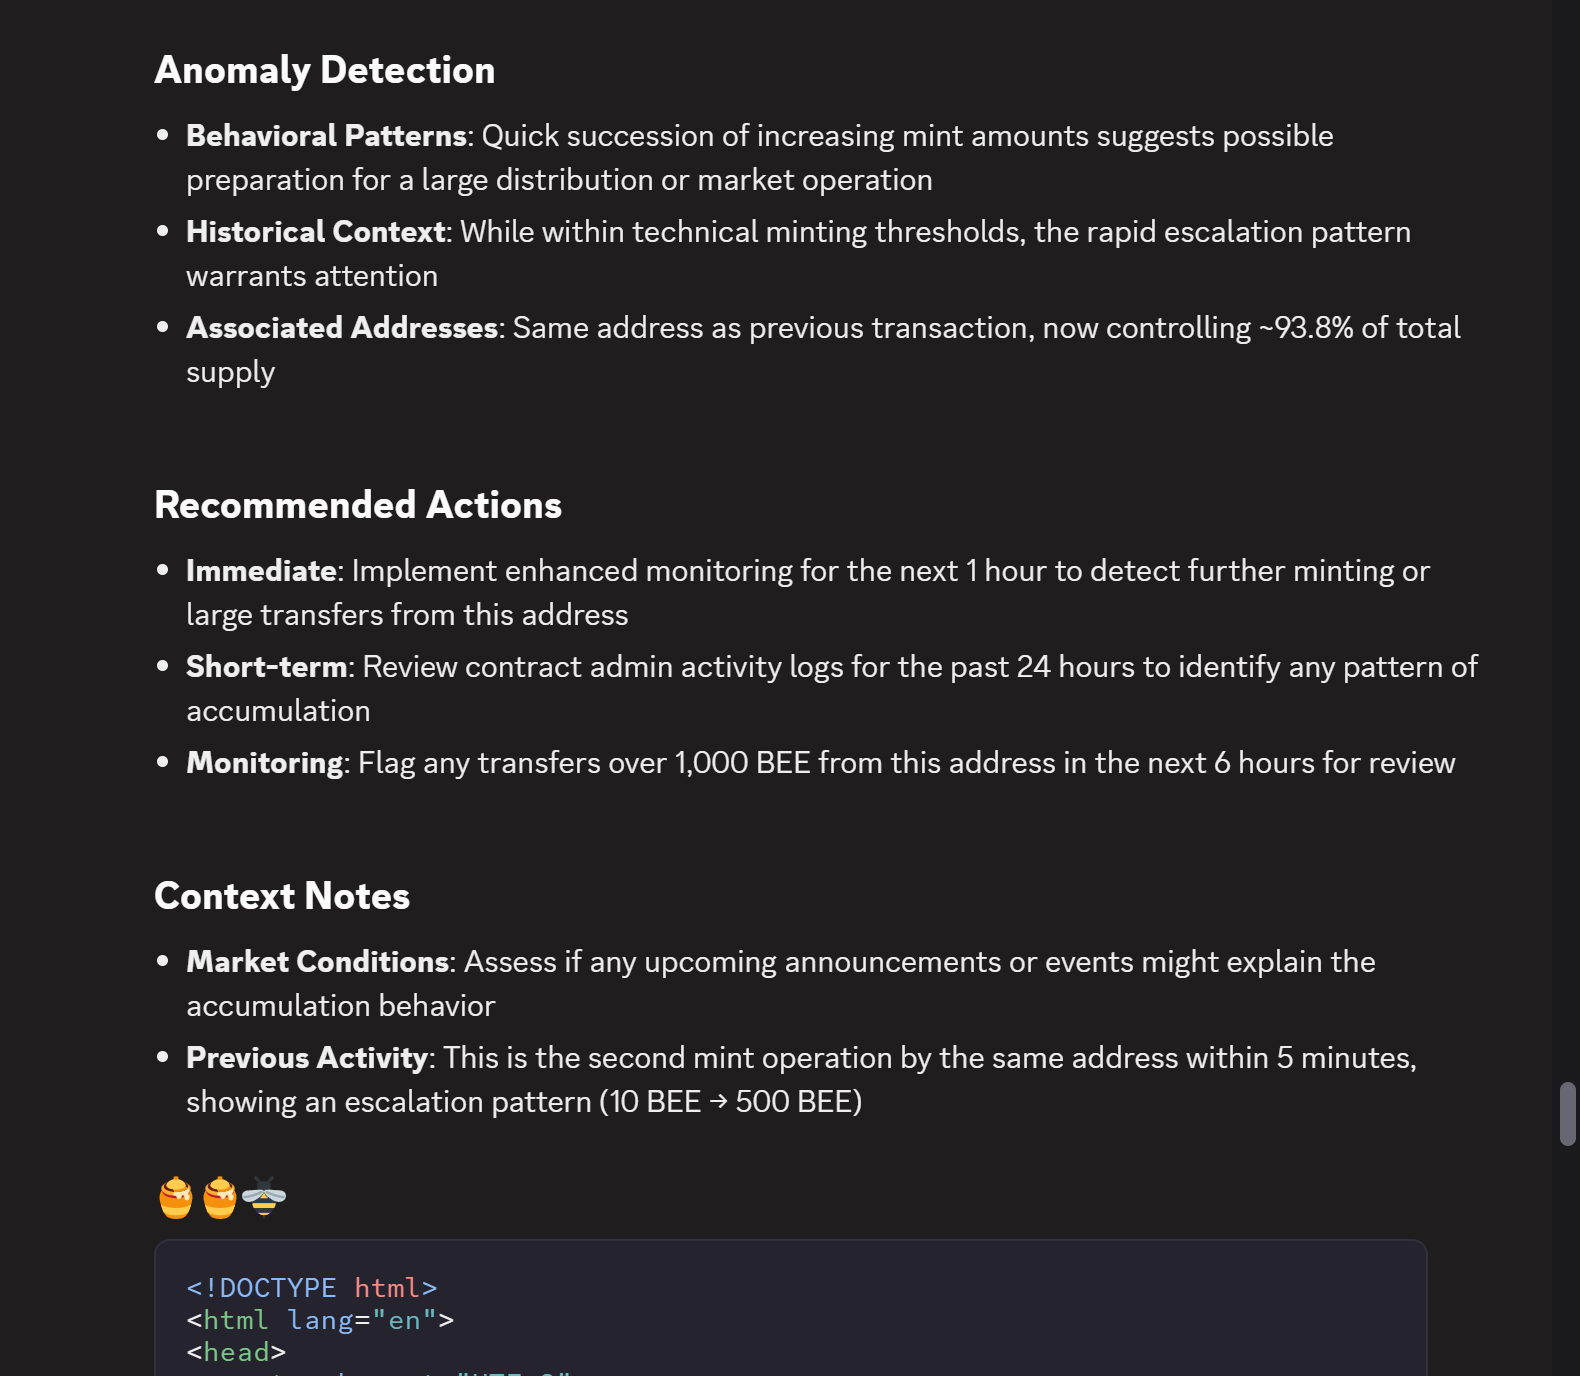 Anomaly Detection
• Behavioral Patterns: Quick succession of increasing mint amounts suggests possible
preparation for a large distribution or market operation
• Historical Context: While within technical minting thresholds, the rapid escalation pattern
warrants attention
• Associated Addresses: Same address as previous transaction, now controlling ~93.8% of total
supply
Recommended Actions
• Immediate: Implement enhanced monitoring for the next 1 hour to detect further minting or
large transfers from this address
• Short-term: Review contract admin activity logs for the past 24 hours to identify any pattern of
accumulation
• Monitoring: Flag any transfers over 1,000 BEE from this address in the next 6 hours for review
Context Notes
• Market Conditions: Assess if any upcoming announcements or events might explain the
accumulation behavior
• Previous Activity: This is the second mint operation by the same address within 5 minutes,
showing an escalation pattern (10 BEE → 500 BEE)
🍯🍯🐝
<!DOCTYPE html>
<html lang="en">
<head>